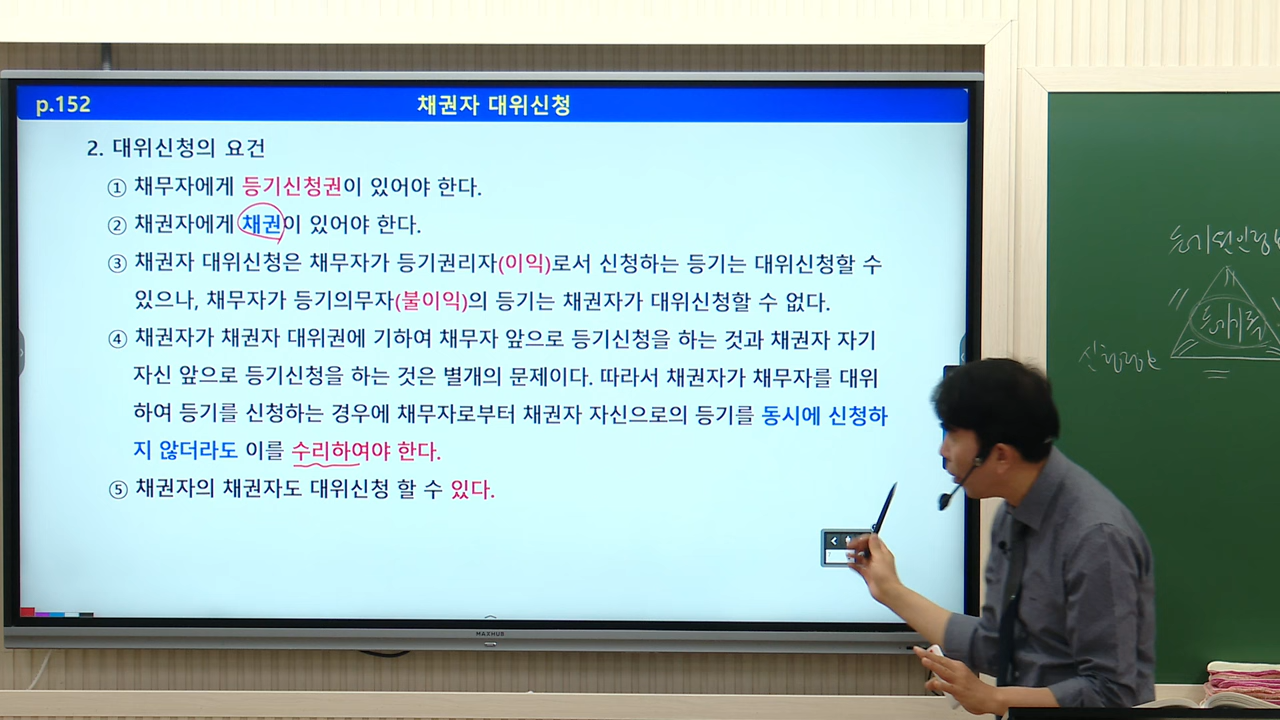 p.152
채권자 대위신청
2. 대위신청의 요건
① 채무자에게 등기신청권이 있어야 한다.
② 채권자에게 채권이 있어야 한다.
③ 채권자 대위신청은 채무자가 등기권리자(이익)로서 신청하는 등기는 대위신청할 수
있으나, 채무자가 등기의무자(불이익)의 등기는 채권자가 대위신청할 수 없다.
④ 채권자가 채권자 대위권에 기하여 채무자 앞으로 등기신청을 하는 것과 채권자 자기
자신 앞으로 등기신청을 하는 것은 별개의 문제이다. 따라서 채권자가 채무자를 대위
하여 등기를 신청하는 경우에 채무자로부터 채권자 자신으로의 등기를 동시에 신청하
지 않더라도 이를 수리하여야 한다.
⑤ 채권자의 채권자도 대위신청 할 수 있다.
MAXHUB